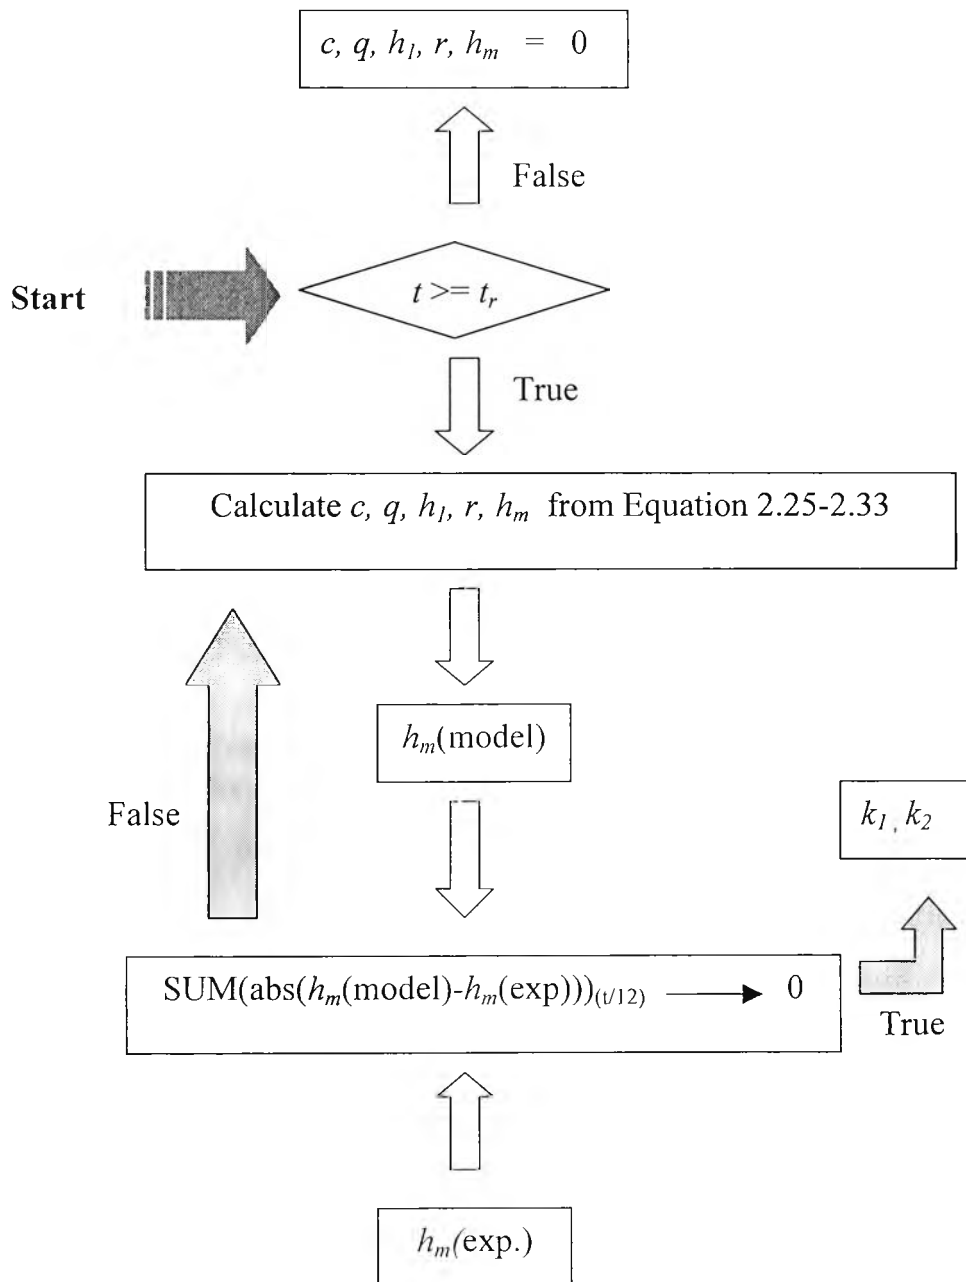 c, q, h₁, r, hₘ = 0
False
Start
t >= tᵣ
True
Calculate c, q, h₁, r, hₘ from Equation 2.25-2.33
hₘ(model)
False
k₁, k₂
SUM(abs(hₘ(model)-hₘ(exp)))(t/12) → 0
True
hₘ(exp.)